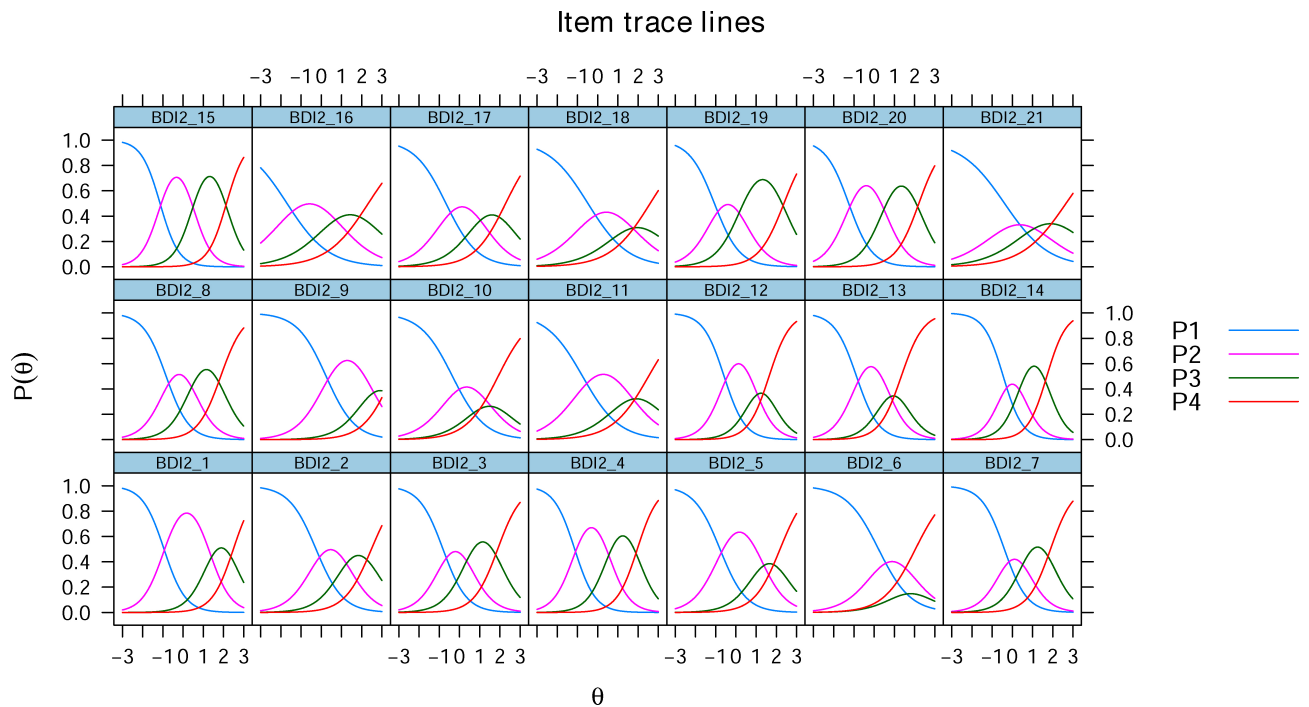 Item trace lines
−3 −1 0 1 2 3 −3 −1 0 1 2 3 −3 −1 0 1 2 3
BDI2_15 BDI2_16 BDI2_17 BDI2_18 BDI2_19 BDI2_20 BDI2_21
1.0
0.8
0.6
0.4
0.2
0.0
BDI2_8 BDI2_9 BDI2_10 BDI2_11 BDI2_12 BDI2_13 BDI2_14
1.0
0.8
0.6
0.4
0.2
0.0
BDI2_1 BDI2_2 BDI2_3 BDI2_4 BDI2_5 BDI2_6 BDI2_7
1.0
0.8
0.6
0.4
0.2
0.0
−3 −1 0 1 2 3 −3 −1 0 1 2 3 −3 −1 0 1 2 3 −3 −1 0 1 2 3
θ
P(θ)
P1
P2
P3
P4